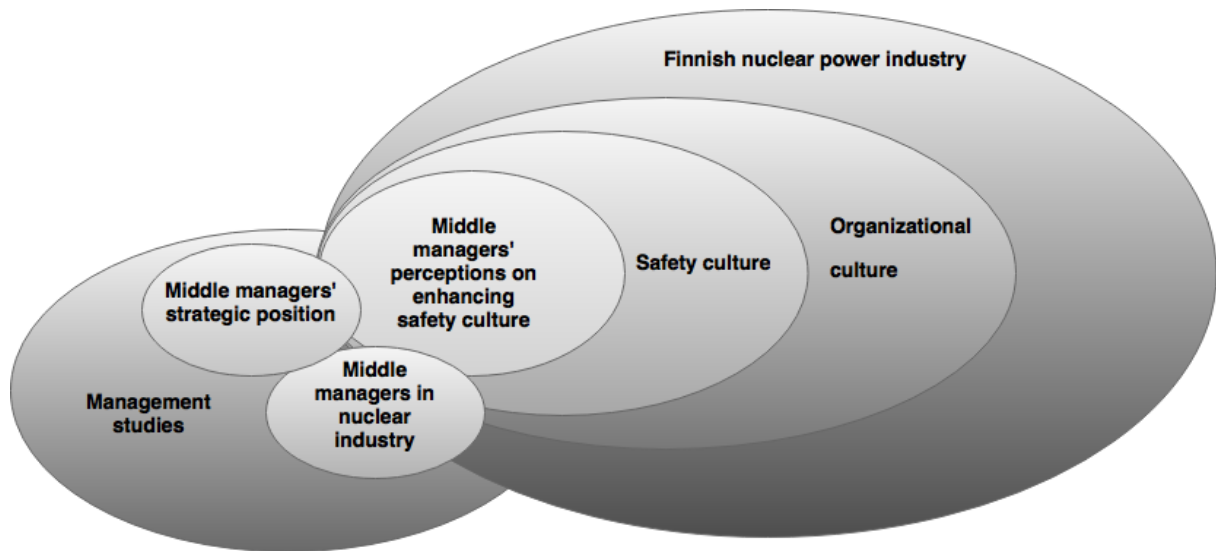 Finnish nuclear power industry
Organizational
culture
Safety culture
Middle
managers'
perceptions on
enhancing
safety culture
Middle managers'
strategic position
Middle
managers in
nuclear
industry
Management
studies